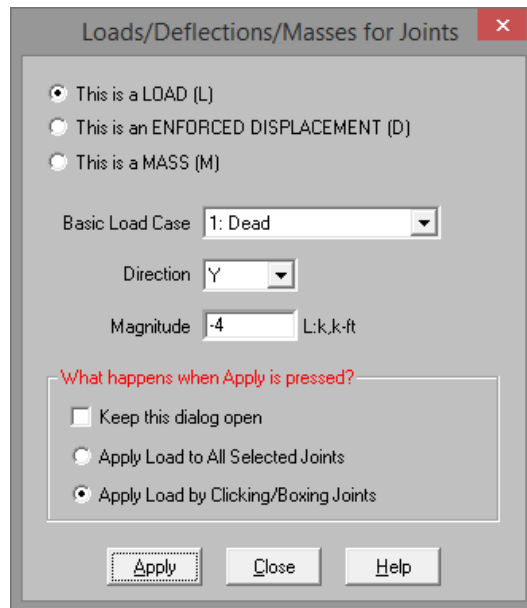 Loads/Deflections/Masses for Joints
This is a LOAD (L)
This is an ENFORCED DISPLACEMENT (D)
This is a MASS (M)
Basic Load Case 1: Dead
Direction Y
Magnitude -4 L:k,k-ft
What happens when Apply is pressed?
Keep this dialog open
Apply Load to All Selected Joints
Apply Load by Clicking/Boxing Joints
Apply Close Help